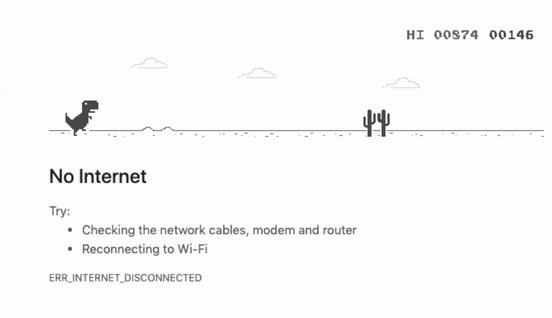 HI 00874 00146
No Internet
Try:
• Checking the network cables, modem and router
• Reconnecting to Wi-Fi
ERR_INTERNET_DISCONNECTED